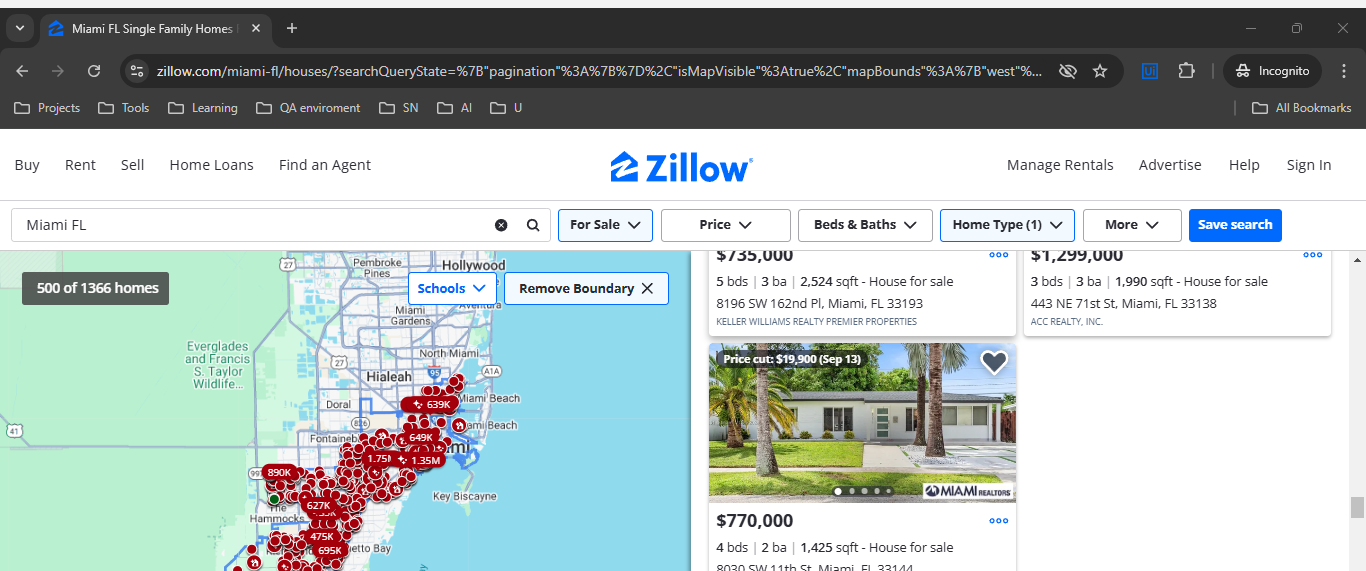 Miami FL Single Family Homes
zillow.com/miami-fl/houses/?searchQueryState=%7B"pagination"%3A%7B%7D%2C"isMapVisible"%3Atrue%2C"mapBounds"%3A%7B"west"%...
Incognito
Projects
Tools
Learning
QA enviroment
SN
AI
U
All Bookmarks
Buy
Rent
Sell
Home Loans
Find an Agent
Zillow
Manage Rentals
Advertise
Help
Sign In
Miami FL
For Sale
Price
Beds & Baths
Home Type (1)
More
Save search
500 of 1366 homes
Schools
Remove Boundary
27
Pembroke
Pines
Hollywood
Aventura
Miami
Gardens
Everglades
and Francis
S. Taylor
Wildlife...
27
North Miami
95
A1A
Hialeah
Doral
639K
Miami Beach
826
41
Fontaineb
649K
1.75M
1.35M
890K
Key Biscayne
The
Hammocks
627K
475K
695K
etto Bay
$735,000
5 bds | 3 ba | 2,524 sqft - House for sale
8196 SW 162nd Pl, Miami, FL 33193
KELLER WILLIAMS REALTY PREMIER PROPERTIES
$1,299,000
3 bds | 3 ba | 1,990 sqft - House for sale
443 NE 71st St, Miami, FL 33138
ACC REALTY, INC.
Price cut: $19,900 (Sep 13)
MIAMI REALTORS
$770,000
4 bds | 2 ba | 1,425 sqft - House for sale
8030 SW 11th St, Miami, FL 33144